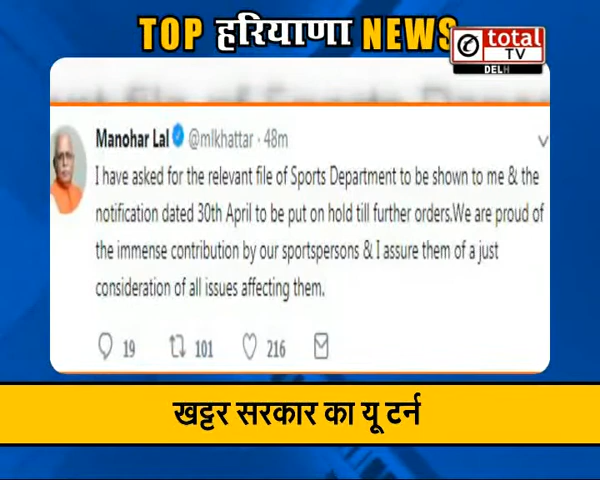 TOP हरियाणा NEWS
total
TV
DELH
Manohar Lal @mlkhattar · 48m
I have asked for the relevant file of Sports Department to be shown to me & the
notification dated 30th April to be put on hold till further orders.We are proud of
the immense contribution by our sportspersons & I assure them of a just
consideration of all issues affecting them.
19 101 216
खट्टर सरकार का यू टर्न